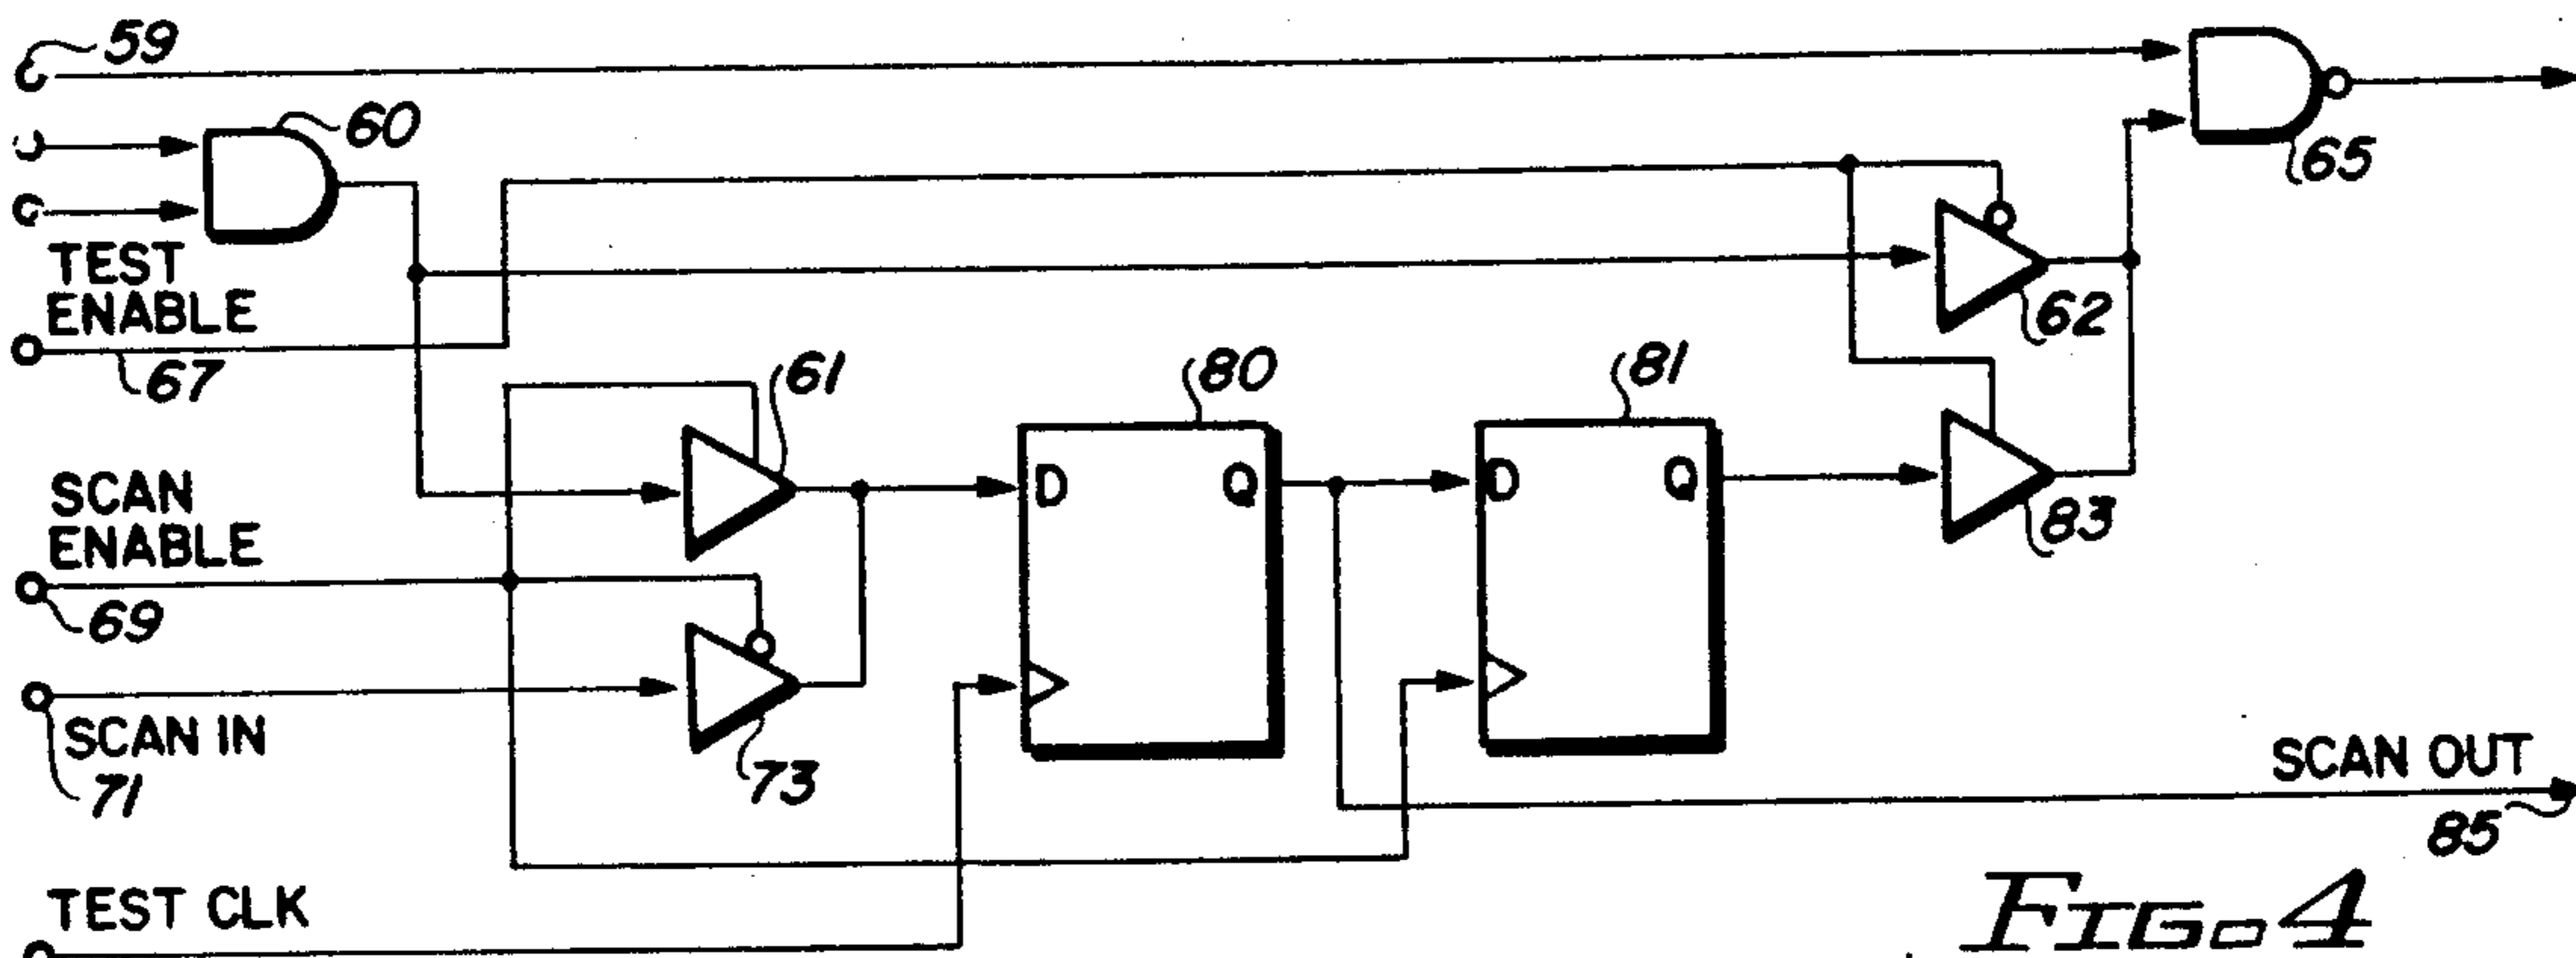 59
60
65
TEST
ENABLE
67
62
61
80
81
D
Q
D
Q
83
SCAN
ENABLE
69
SCAN IN
71
73
SCAN OUT
85
TEST CLK
FIG. 4